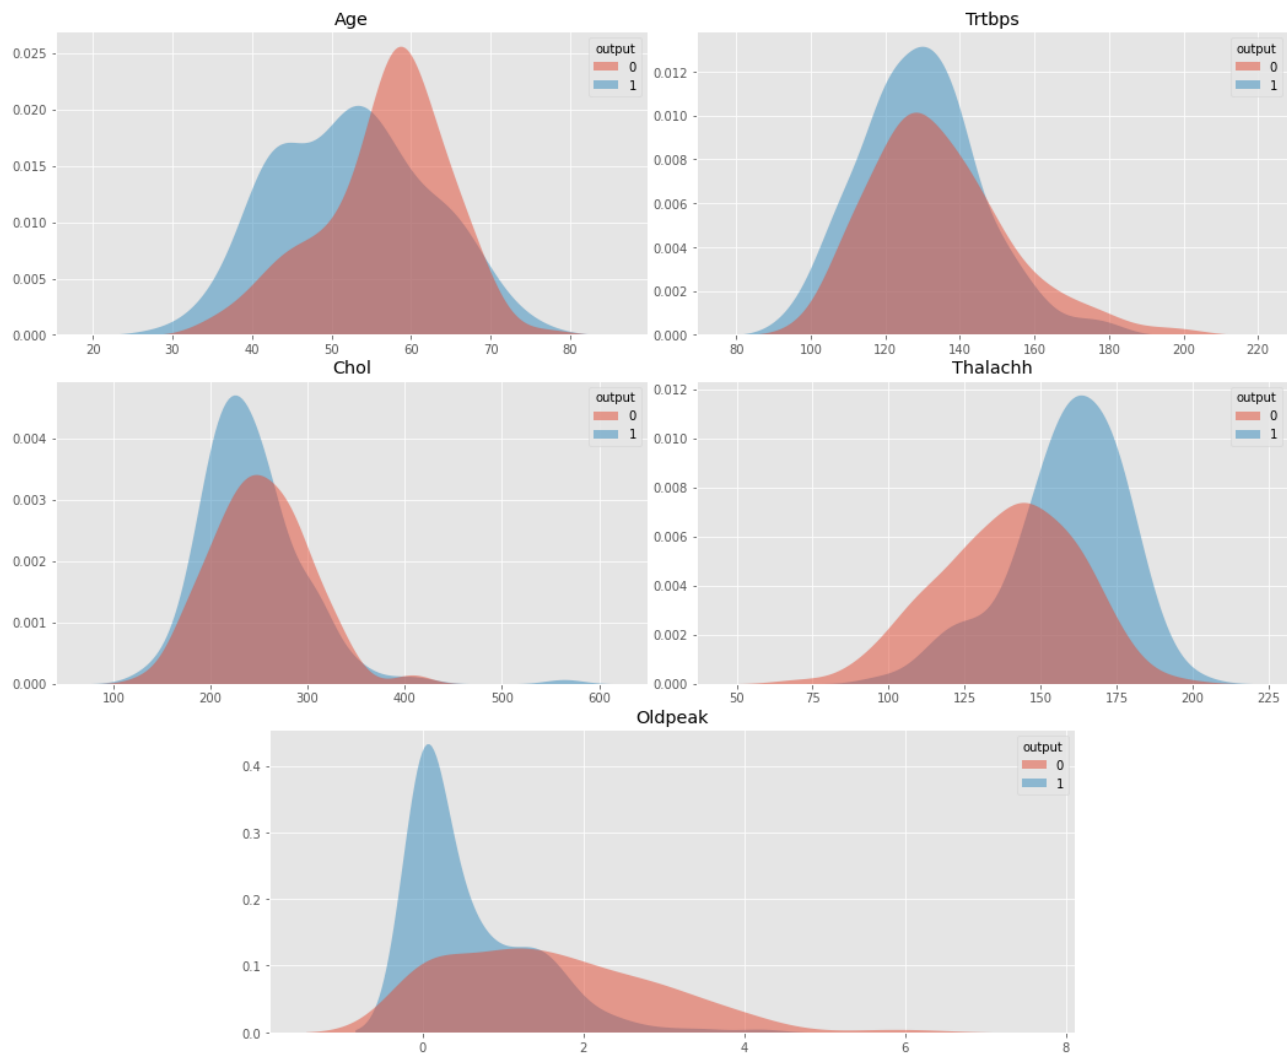 Age
output
0
1
0.025
0.020
0.015
0.010
0.005
0.000
20 30 40 50 60 70 80
Trtbps
output
0
1
0.012
0.010
0.008
0.006
0.004
0.002
0.000
80 100 120 140 160 180 200 220
Chol
output
0
1
0.004
0.003
0.002
0.001
0.000
100 200 300 400 500 600
Thalachh
output
0
1
0.012
0.010
0.008
0.006
0.004
0.002
0.000
50 75 100 125 150 175 200 225
Oldpeak
output
0
1
0.4
0.3
0.2
0.1
0.0
0 2 4 6 8